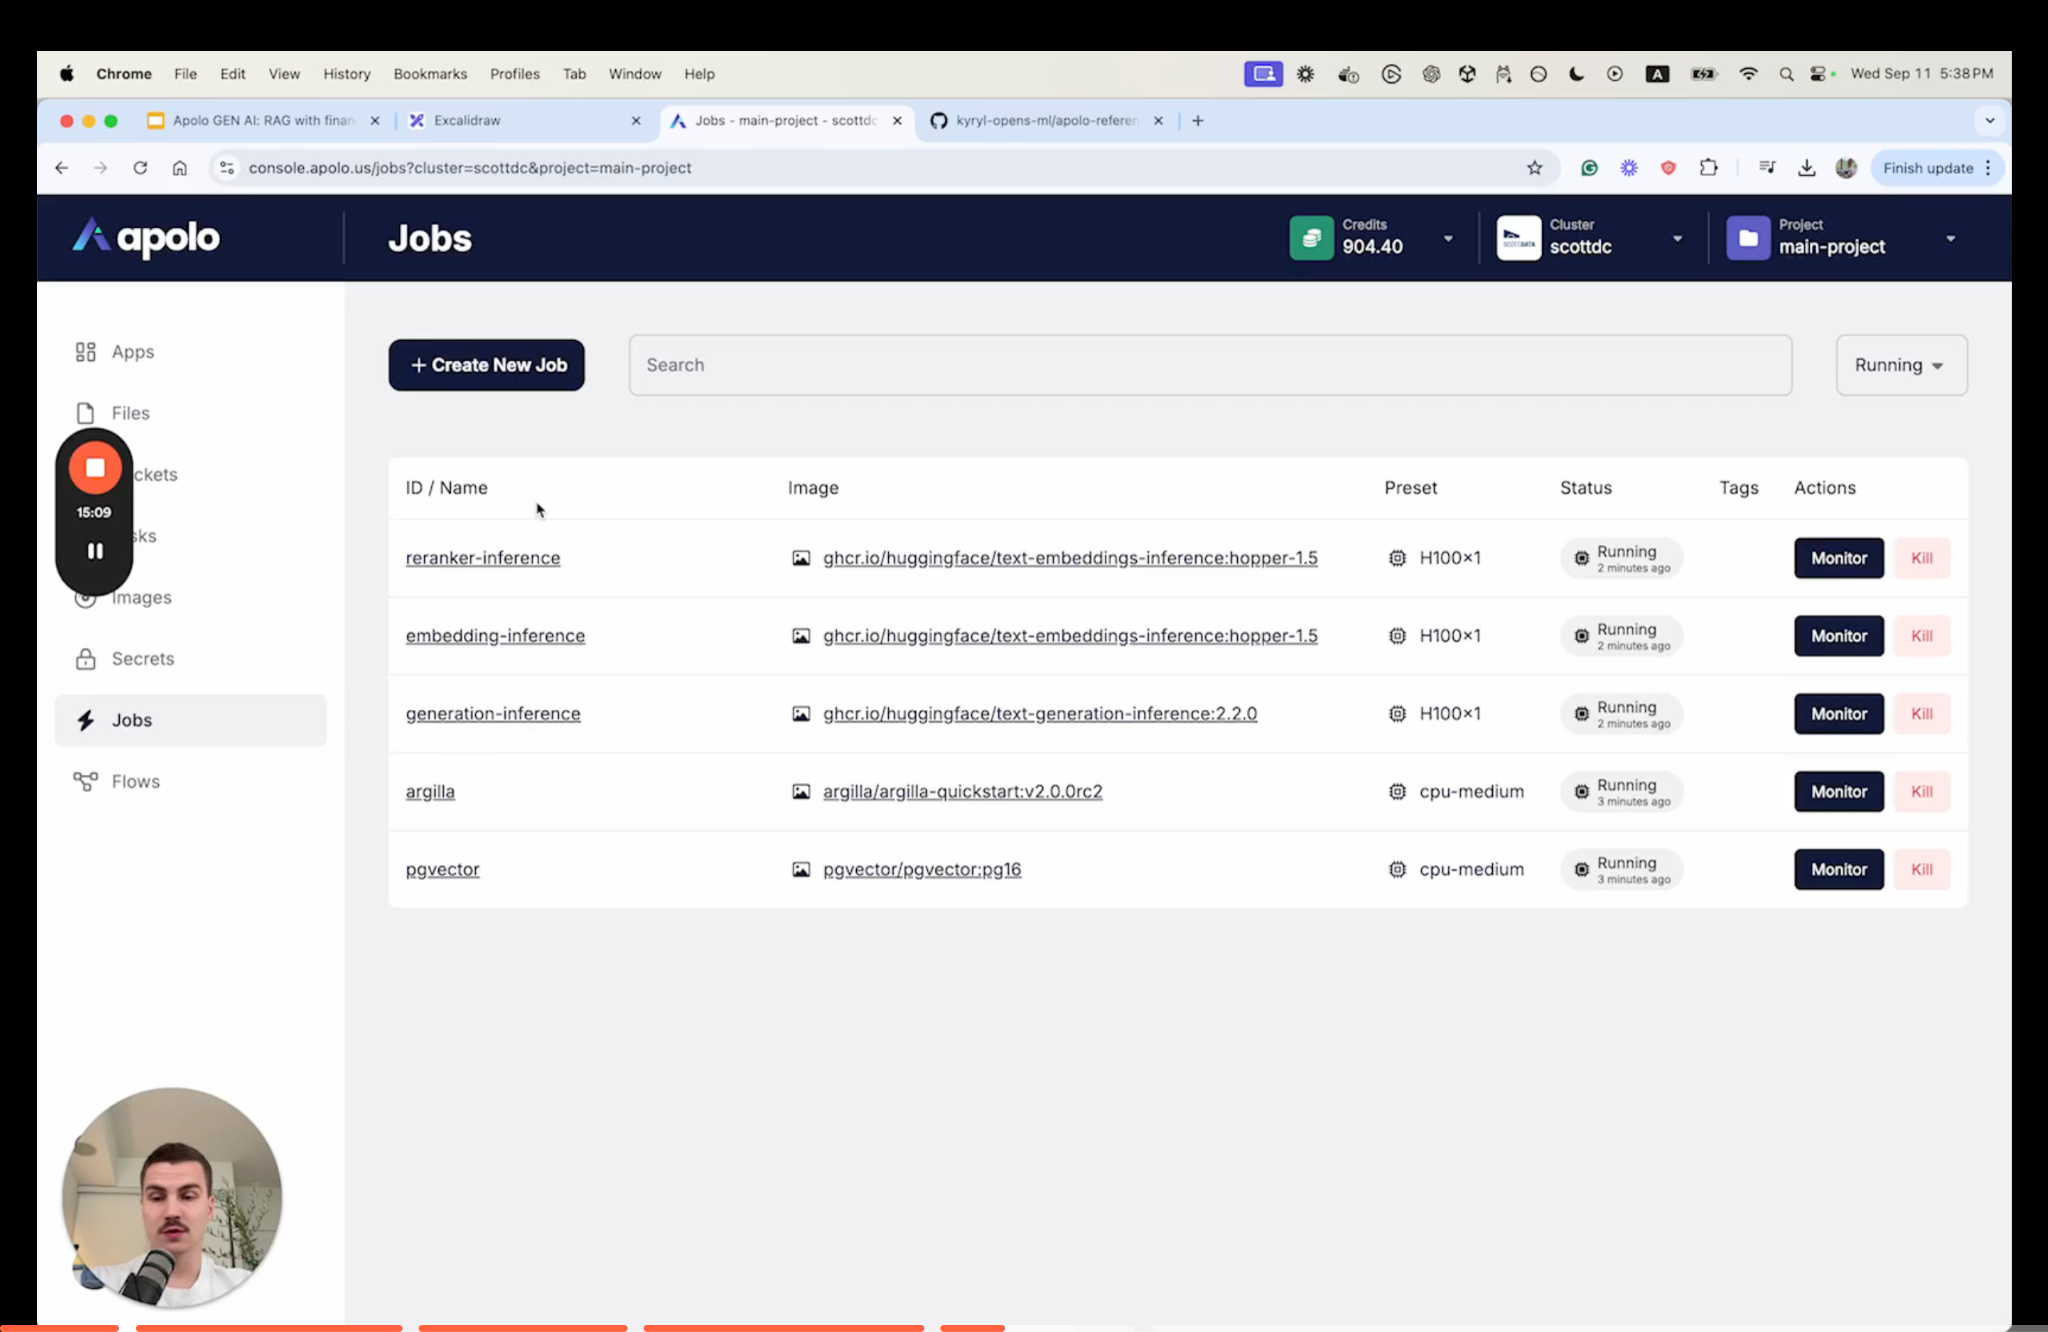 Chrome File Edit View History Bookmarks Profiles Tab Window Help Wed Sep 11 5:38 PM
Apolo GEN AI: RAG with finan Excalidraw Jobs - main-project - scottdc kyryl-opens-ml/apolo-referen
console.apolo.us/jobs?cluster=scottdc&project=main-project Finish update
apolo Jobs
Credits
904.40
Cluster
scottdc
Project
main-project
Apps
Files
ckets
sks
Images
Secrets
Jobs
Flows
15:09
+ Create New Job Search Running
ID / Name Image Preset Status Tags Actions
reranker-inference ghcr.io/huggingface/text-embeddings-inference:hopper-1.5 H100×1 Running Monitor Kill
2 minutes ago
embedding-inference ghcr.io/huggingface/text-embeddings-inference:hopper-1.5 H100×1 Running Monitor Kill
2 minutes ago
generation-inference ghcr.io/huggingface/text-generation-inference:2.2.0 H100×1 Running Monitor Kill
2 minutes ago
argilla argilla/argilla-quickstart:v2.0.0rc2 cpu-medium Running Monitor Kill
3 minutes ago
pgvector pgvector/pgvector:pg16 cpu-medium Running Monitor Kill
3 minutes ago